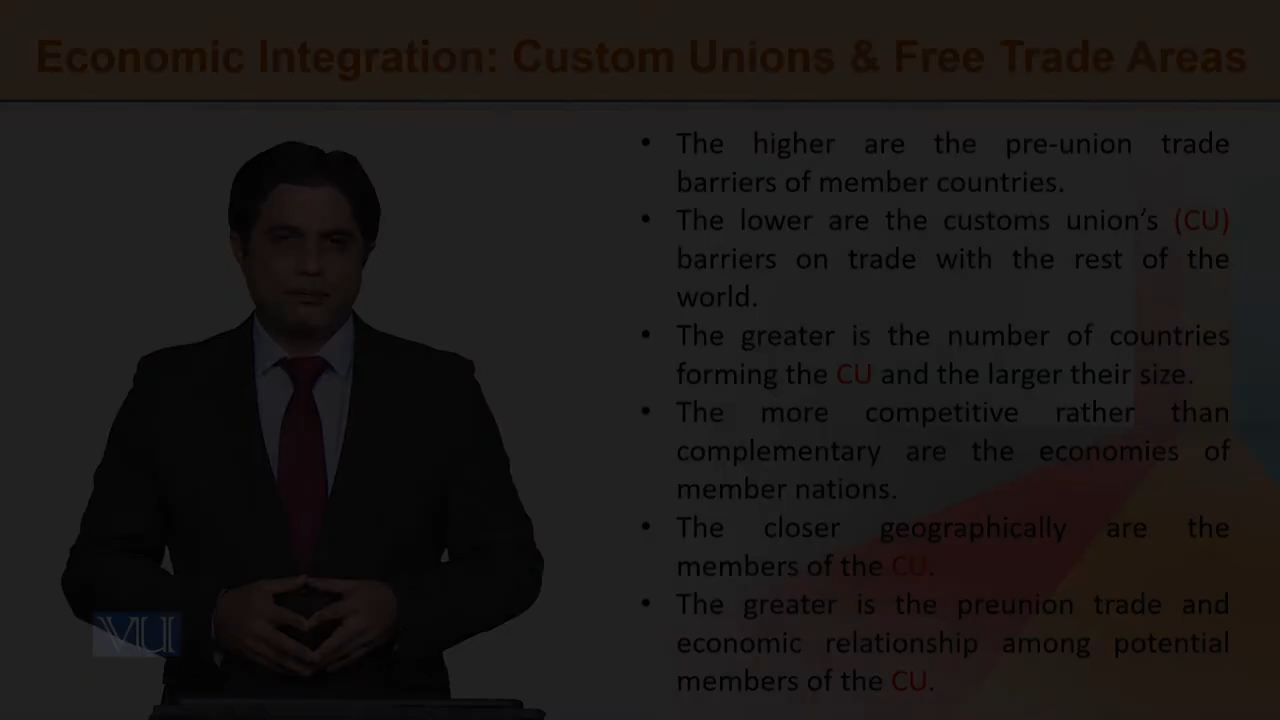 Economic Integration: Custom Unions & Free Trade Areas
• The higher are the pre-union trade
barriers of member countries.
• The lower are the customs union’s (CU)
barriers on trade with the rest of the
world.
• The greater is the number of countries
forming the CU and the larger their size.
• The more competitive rather than
complementary are the economies of
member nations.
• The closer geographically are the
members of the CU.
• The greater is the preunion trade and
economic relationship among potential
members of the CU.
VU